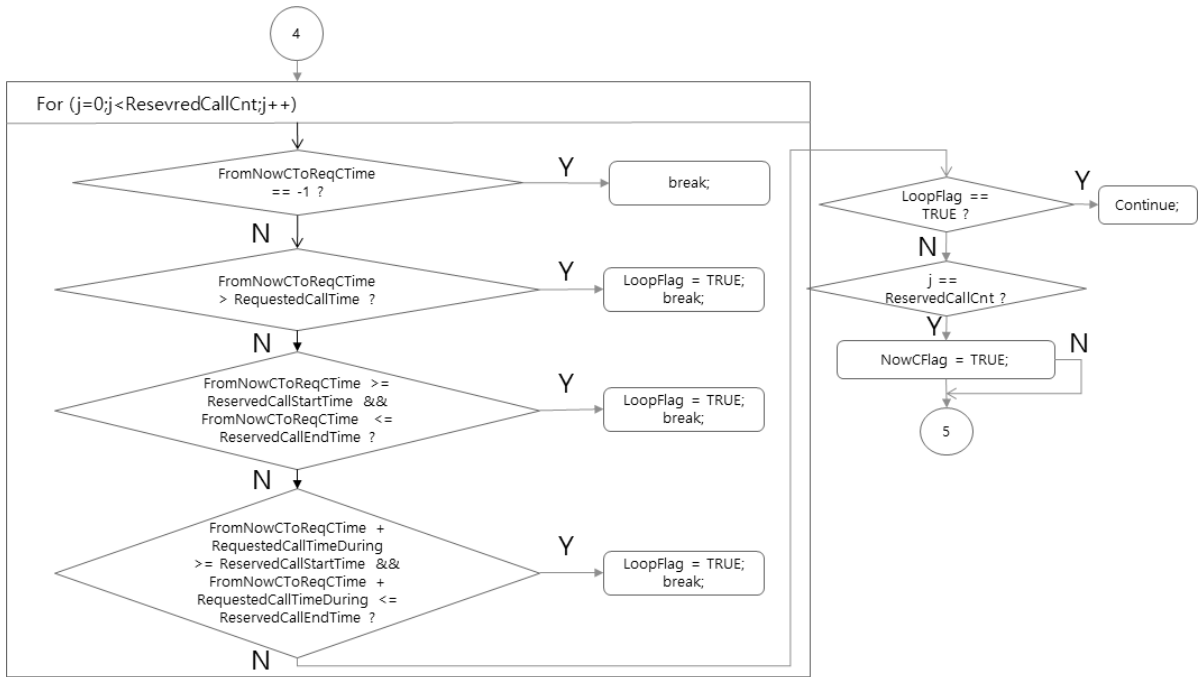 4
For (j=0;j<ResevredCallCnt;j++)
FromNowCToReqCTime
== -1 ?
Y
break;
N
FromNowCToReqCTime
> RequestedCallTime ?
Y
LoopFlag = TRUE;
break;
N
FromNowCToReqCTime >=
ReservedCallStartTime &&
FromNowCToReqCTime <=
ReservedCallEndTime ?
Y
LoopFlag = TRUE;
break;
N
FromNowCToReqCTime +
RequestedCallTimeDuring
>= ReservedCallStartTime &&
FromNowCToReqCTime +
RequestedCallTimeDuring <=
ReservedCallEndTime ?
Y
LoopFlag = TRUE;
break;
N
LoopFlag ==
TRUE ?
Y
Continue;
N
j ==
ReservedCallCnt ?
Y
NowCFlag = TRUE;
N
5